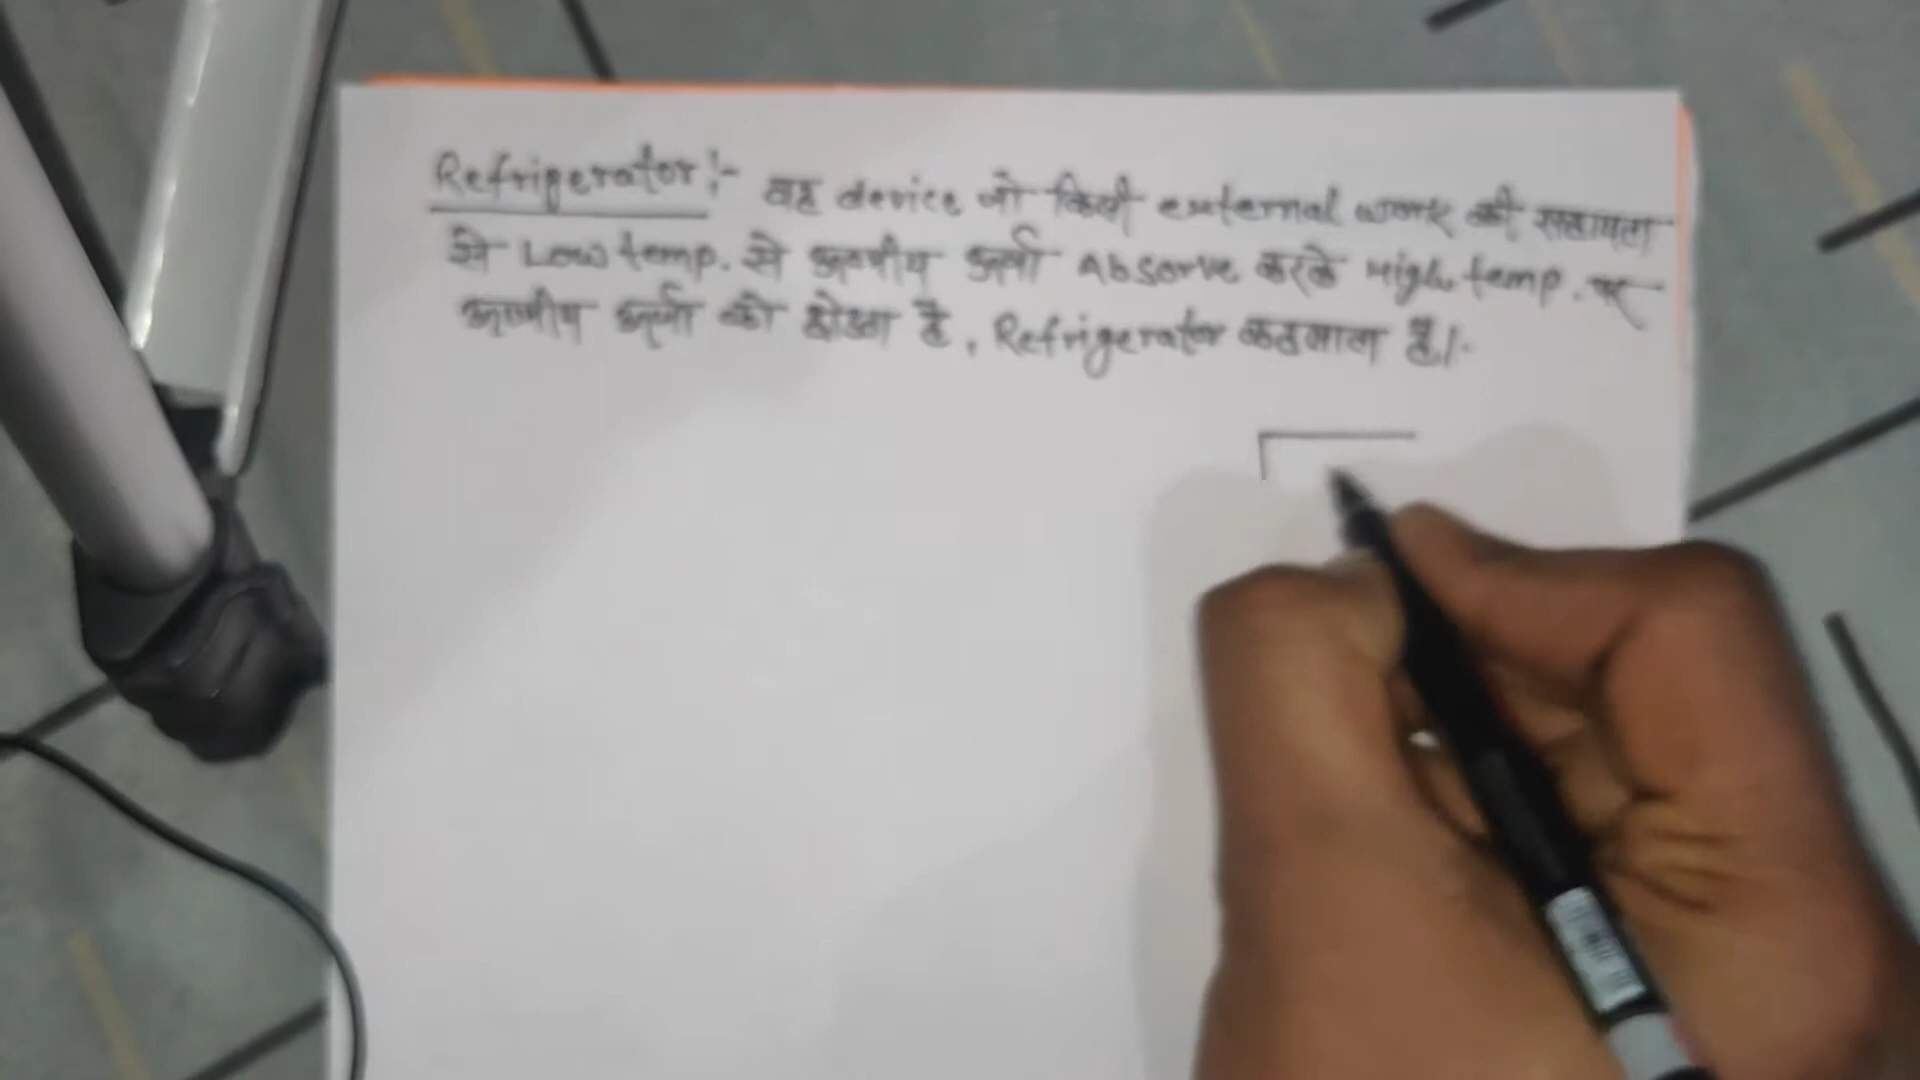 Refrigerator:- वह device जो किसी external work की सहायता
से Low temp. से ऊष्मीय ऊर्जा Absorve करके High temp. पर
ऊष्मीय ऊर्जा को है, Refrigerator कहलाता है।